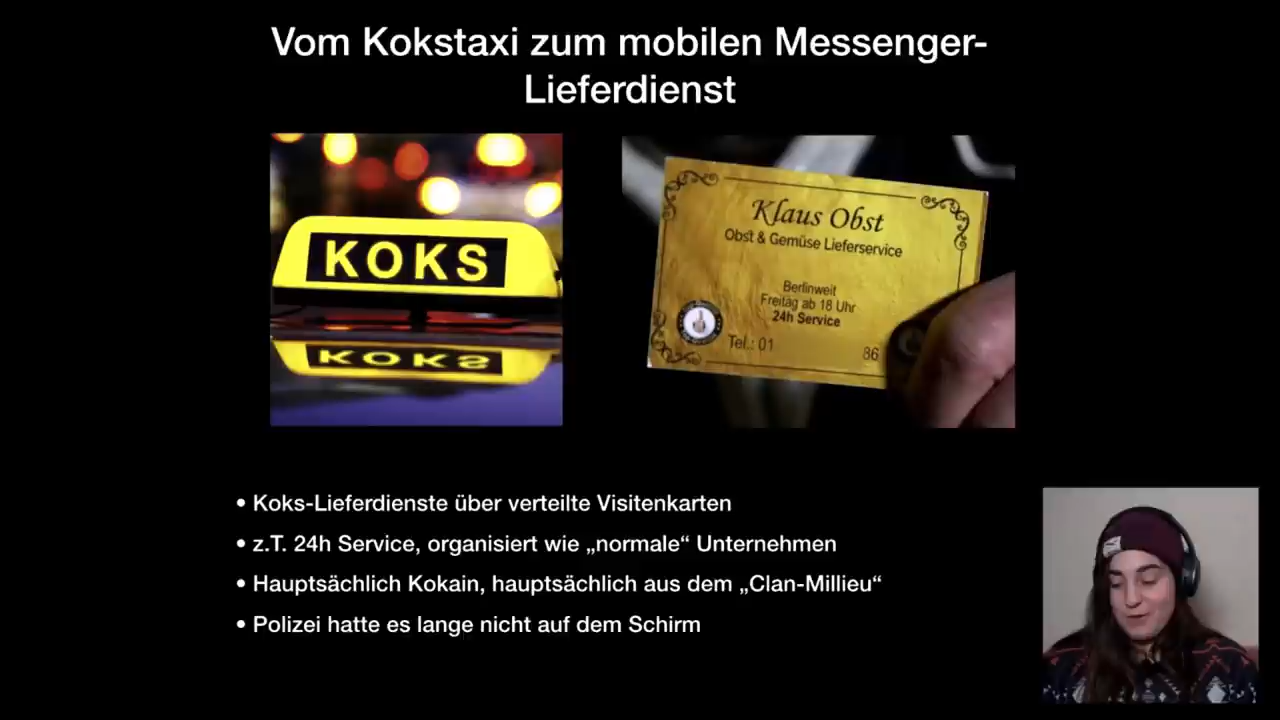 Vom Kokstaxi zum mobilen Messenger-
Lieferdienst
KOKS
KOKS
Klaus Obst
Obst & Gemüse Lieferservice
Berlinweit
Freitag ab 18 Uhr
24h Service
Tel.: 01 86
• Koks-Lieferdienste über verteilte Visitenkarten
• z.T. 24h Service, organisiert wie „normale“ Unternehmen
• Hauptsächlich Kokain, hauptsächlich aus dem „Clan-Millieu“
• Polizei hatte es lange nicht auf dem Schirm